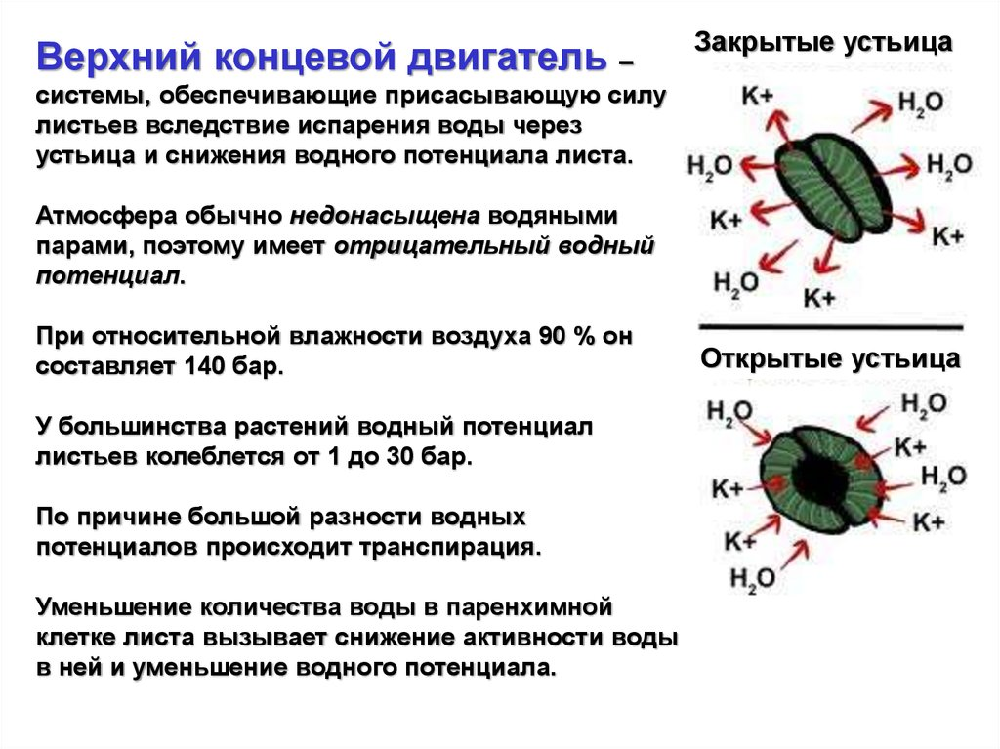 Верхний концевой двигатель –
системы, обеспечивающие присасывающую силу
листьев вследствие испарения воды через
устьица и снижения водного потенциала листа.
Атмосфера обычно недонасыщена водяными
парами, поэтому имеет отрицательный водный
потенциал.
При относительной влажности воздуха 90 % он
составляет 140 бар.
У большинства растений водный потенциал
листьев колеблется от 1 до 30 бар.
По причине большой разности водных
потенциалов происходит транспирация.
Уменьшение количества воды в паренхимной
клетке листа вызывает снижение активности воды
в ней и уменьшение водного потенциала.
Закрытые устьица
K+
H₂O
H₂O
H₂O
K+
K+
H₂O
K+
Открытые устьица
H₂O
H₂O
K+
H₂O
K+
K+
K+
H₂O